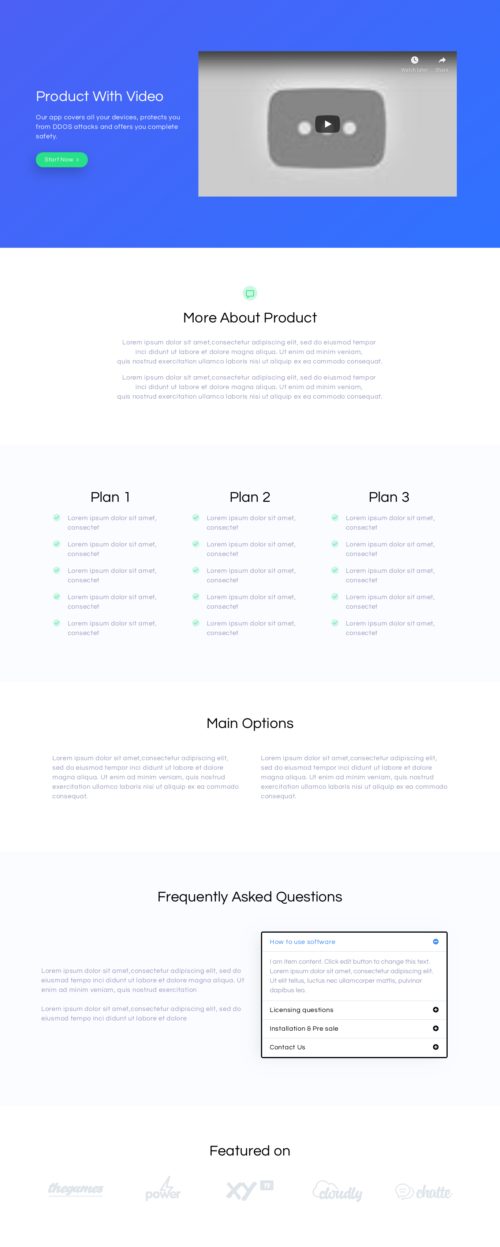 Watch later
Share
Product With Video
Our app covers all your devices, protects you
from DDOS attacks and offers you complete
safety.
Start Now >
More About Product
Lorem ipsum dolor sit amet,consectetur adipiscing elit, sed do eiusmod tempor
inci didunt ut labore et dolore magna aliqua. Ut enim ad minim veniam,
quis nostrud exercitation ullamco laboris nisi ut aliquip ex ea commodo consequat.
Lorem ipsum dolor sit amet,consectetur adipiscing elit, sed do eiusmod tempor
inci didunt ut labore et dolore magna aliqua. Ut enim ad minim veniam,
quis nostrud exercitation ullamco laboris nisi ut aliquip ex ea commodo consequat.
Plan 1
Lorem ipsum dolor sit amet,
consectet
Lorem ipsum dolor sit amet,
consectet
Lorem ipsum dolor sit amet,
consectet
Lorem ipsum dolor sit amet,
consectet
Lorem ipsum dolor sit amet,
consectet
Plan 2
Lorem ipsum dolor sit amet,
consectet
Lorem ipsum dolor sit amet,
consectet
Lorem ipsum dolor sit amet,
consectet
Lorem ipsum dolor sit amet,
consectet
Lorem ipsum dolor sit amet,
consectet
Plan 3
Lorem ipsum dolor sit amet,
consectet
Lorem ipsum dolor sit amet,
consectet
Lorem ipsum dolor sit amet,
consectet
Lorem ipsum dolor sit amet,
consectet
Lorem ipsum dolor sit amet,
consectet
Main Options
Lorem ipsum dolor sit amet,consectetur adipiscing elit,
sed do eiusmod tempor inci didunt ut labore et dolore
magna aliqua. Ut enim ad minim veniam, quis nostrud
exercitation ullamco laboris nisi ut aliquip ex ea commodo
consequat.
Lorem ipsum dolor sit amet,consectetur adipiscing elit,
sed do eiusmod tempor inci didunt ut labore et dolore
magna aliqua. Ut enim ad minim veniam, quis nostrud
exercitation ullamco laboris nisi ut aliquip ex ea commodo
consequat.
Frequently Asked Questions
Lorem ipsum dolor sit amet,consectetur adipiscing elit, sed do
eiusmod tempor inci didunt ut labore et dolore magna aliqua. Ut
enim ad minim veniam, quis nostrud exercitation
Lorem ipsum dolor sit amet,consectetur adipiscing elit, sed do
eiusmod tempor inci didunt ut labore et dolore
How to use software
I am item content. Click edit button to change this text.
Lorem ipsum dolor sit amet, consectetur adipiscing elit.
Ut elit tellus, luctus nec ullamcorper mattis, pulvinar
dapibus leo.
Licensing questions
Installation & Pre sale
Contact Us
Featured on
thegames
power
XY
cloudly
chatte